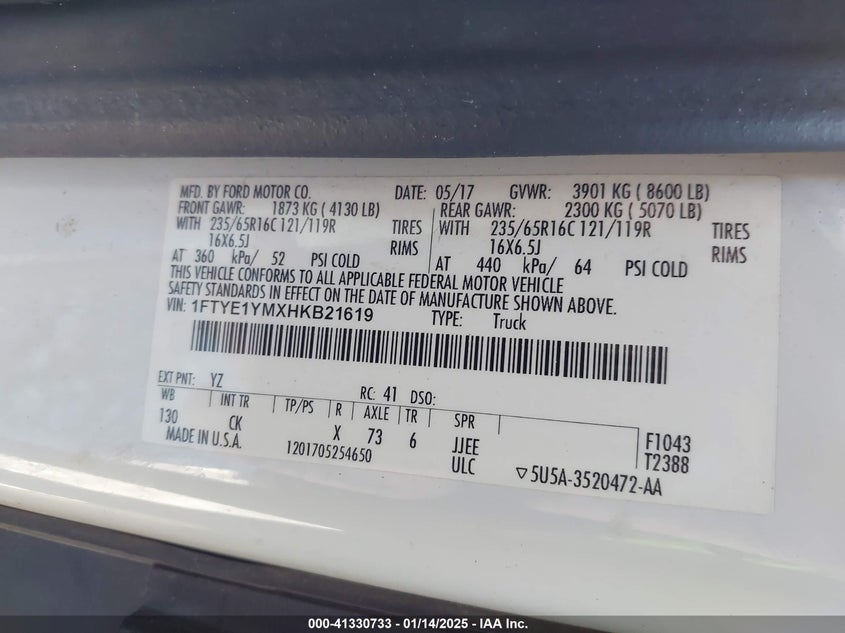 MFD. BY FORD MOTOR CO. DATE: 05/17 GVWR: 3901 KG ( 8600 LB)
FRONT GAWR: 1873 KG ( 4130 LB) REAR GAWR: 2300 KG ( 5070 LB)
WITH 235/65R16C 121/119R TIRES WITH 235/65R16C 121/119R TIRES
16X6.5J RIMS 16X6.5J RIMS
AT 360 kPa/ 52 PSI COLD AT 440 kPa/ 64 PSI COLD
THIS VEHICLE CONFORMS TO ALL APPLICABLE FEDERAL MOTOR VEHICLE
SAFETY STANDARDS IN EFFECT ON THE DATE OF MANUFACTURE SHOWN ABOVE.
VIN: 1FTYE1YMXHKB21619 TYPE: Truck
EXT PNT: YZ RC: 41 DSO:
WB INT TR TP/PS R AXLE TR SPR
130 CK X 73 6 JJEE F1043
MADE IN U.S.A. 1201705254650 ULC T2388
▽5U5A-3520472-AA
000-41330733 - 01/14/2025 - IAA Inc.